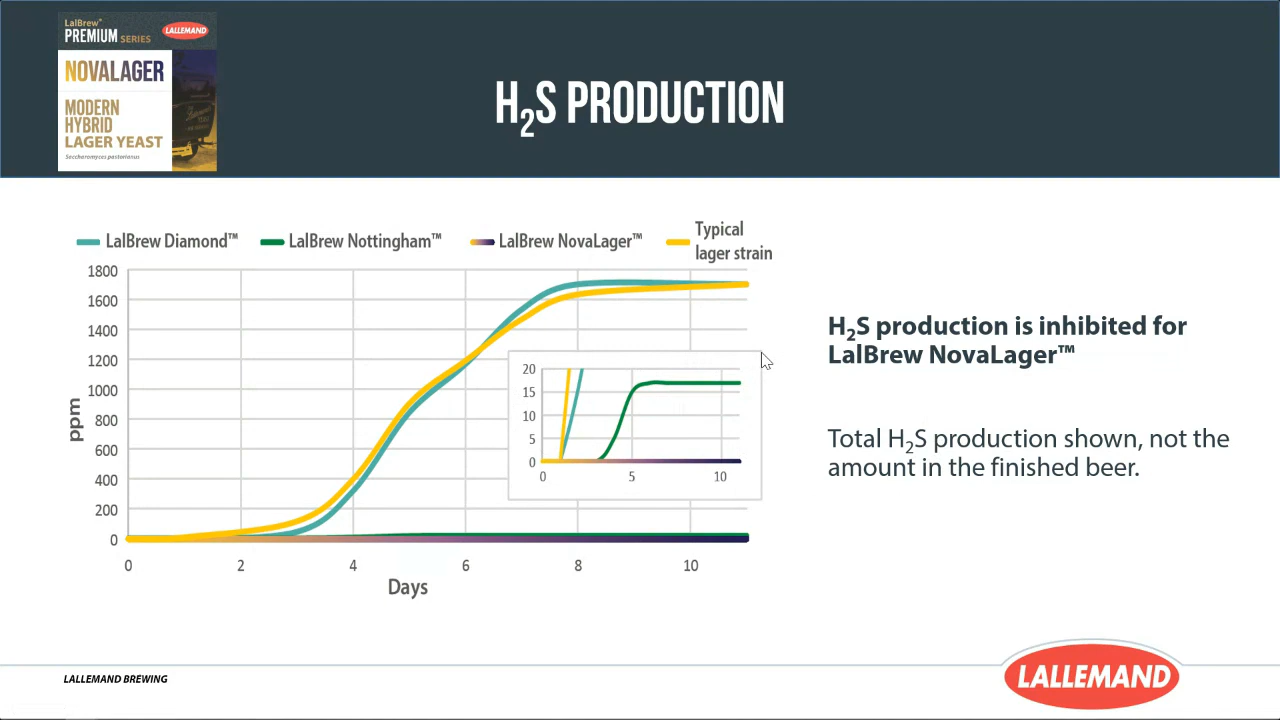 LalBrew™
PREMIUM SERIES
LALLEMAND
NOVALAGER
MODERN
HYBRID
LAGER YEAST
Saccharomyces pastorianus
H₂S PRODUCTION
LalBrew Diamond™
LalBrew Nottingham™
LalBrew NovaLager™
Typical
lager strain
1800
1600
1400
1200
1000
800
600
400
200
0
ppm
0 2 4 6 8 10
Days
20
15
10
5
0
0 5 10
H₂S production is inhibited for
LalBrew NovaLager™
Total H₂S production shown, not the
amount in the finished beer.
LALLEMAND BREWING
LALLEMAND